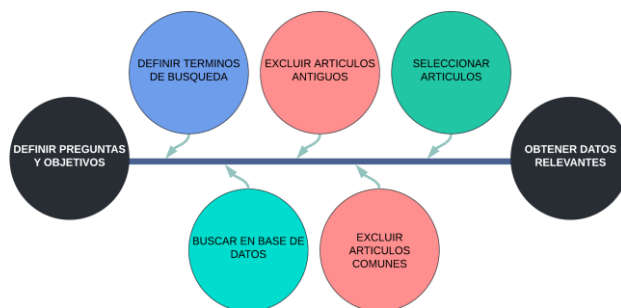 DEFINIR TERMINOS
DE BUSQUEDA
EXCLUIR ARTICULOS
ANTIGUOS
SELECCIONAR
ARTICULOS
DEFINIR PREGUNTAS
Y OBJETIVOS
OBTENER DATOS
RELEVANTES
BUSCAR EN BASE DE
DATOS
EXCLUIR
ARTICULOS
COMUNES